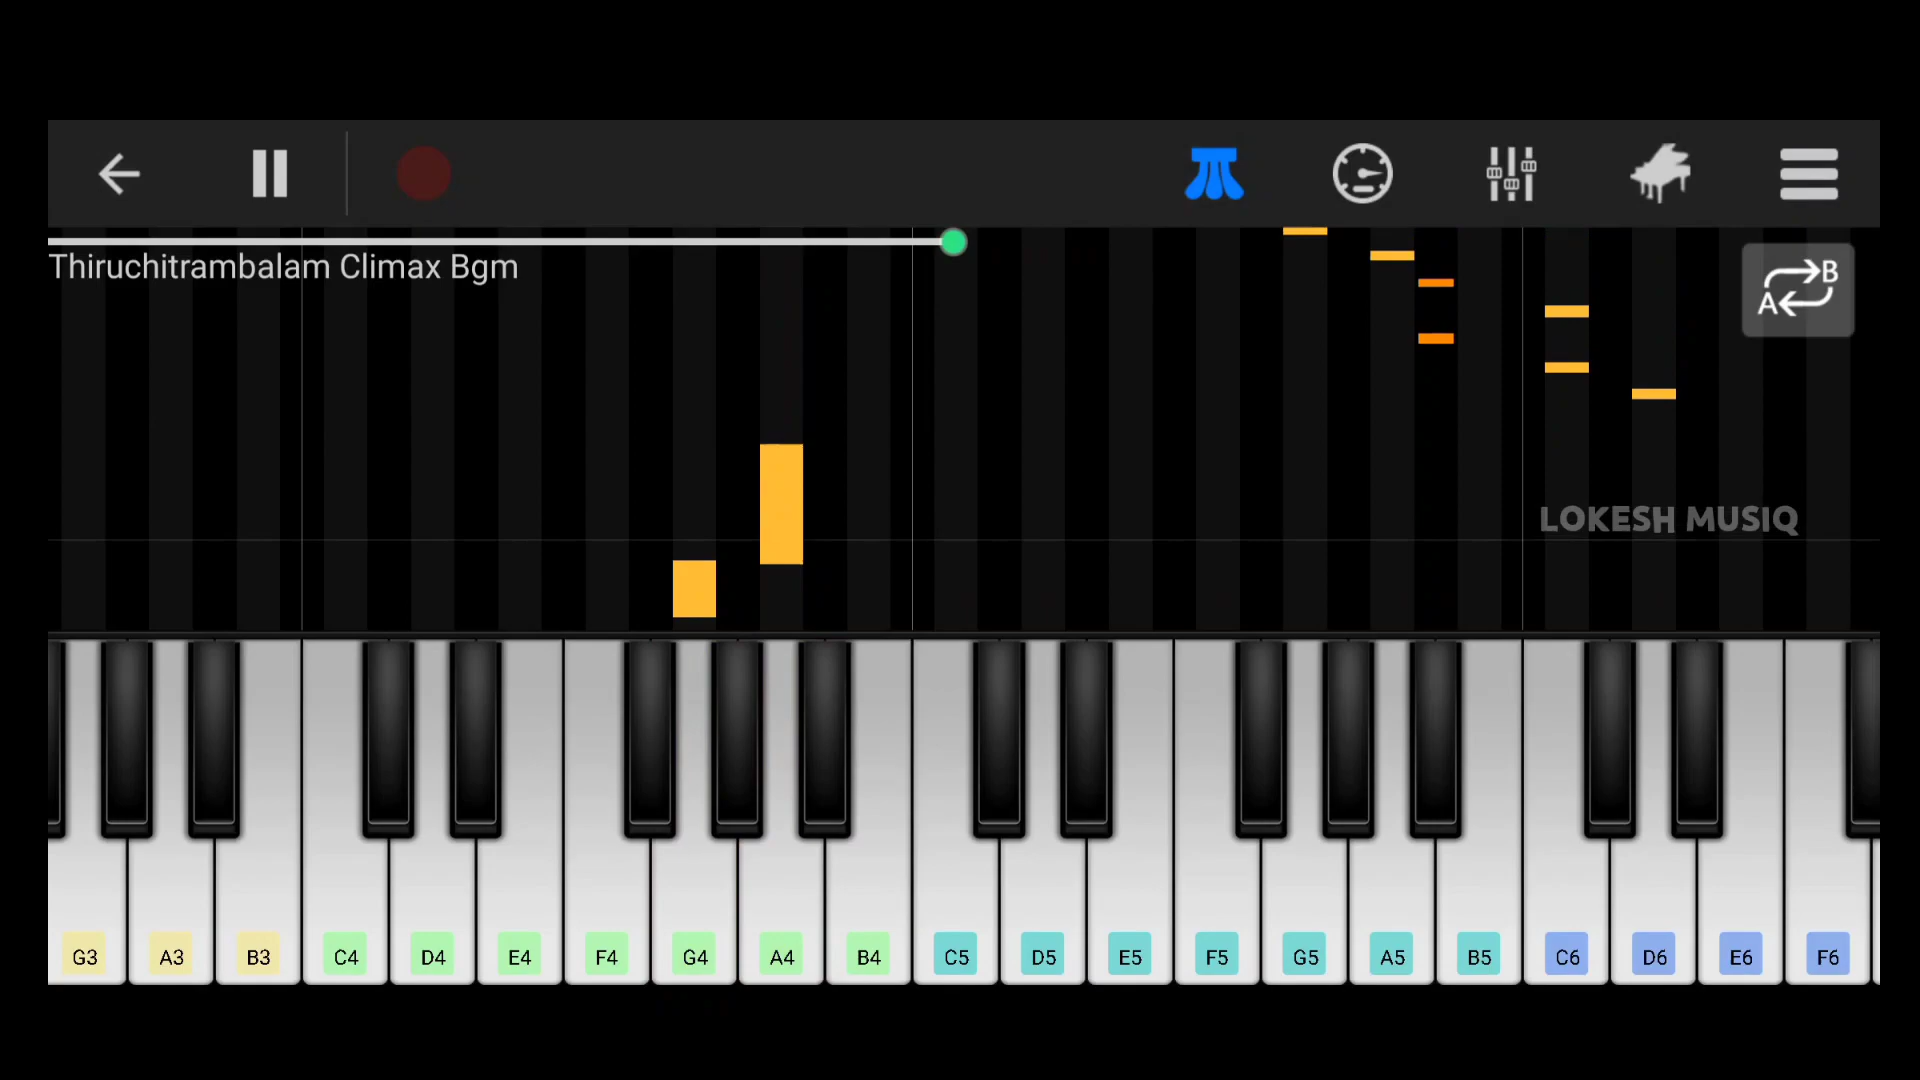 Thiruchitrambalam Climax Bgm
A B
LOKESH MUSIQ
G3 A3 B3 C4 D4 E4 F4 G4 A4 B4 C5 D5 E5 F5 G5 A5 B5 C6 D6 E6 F6